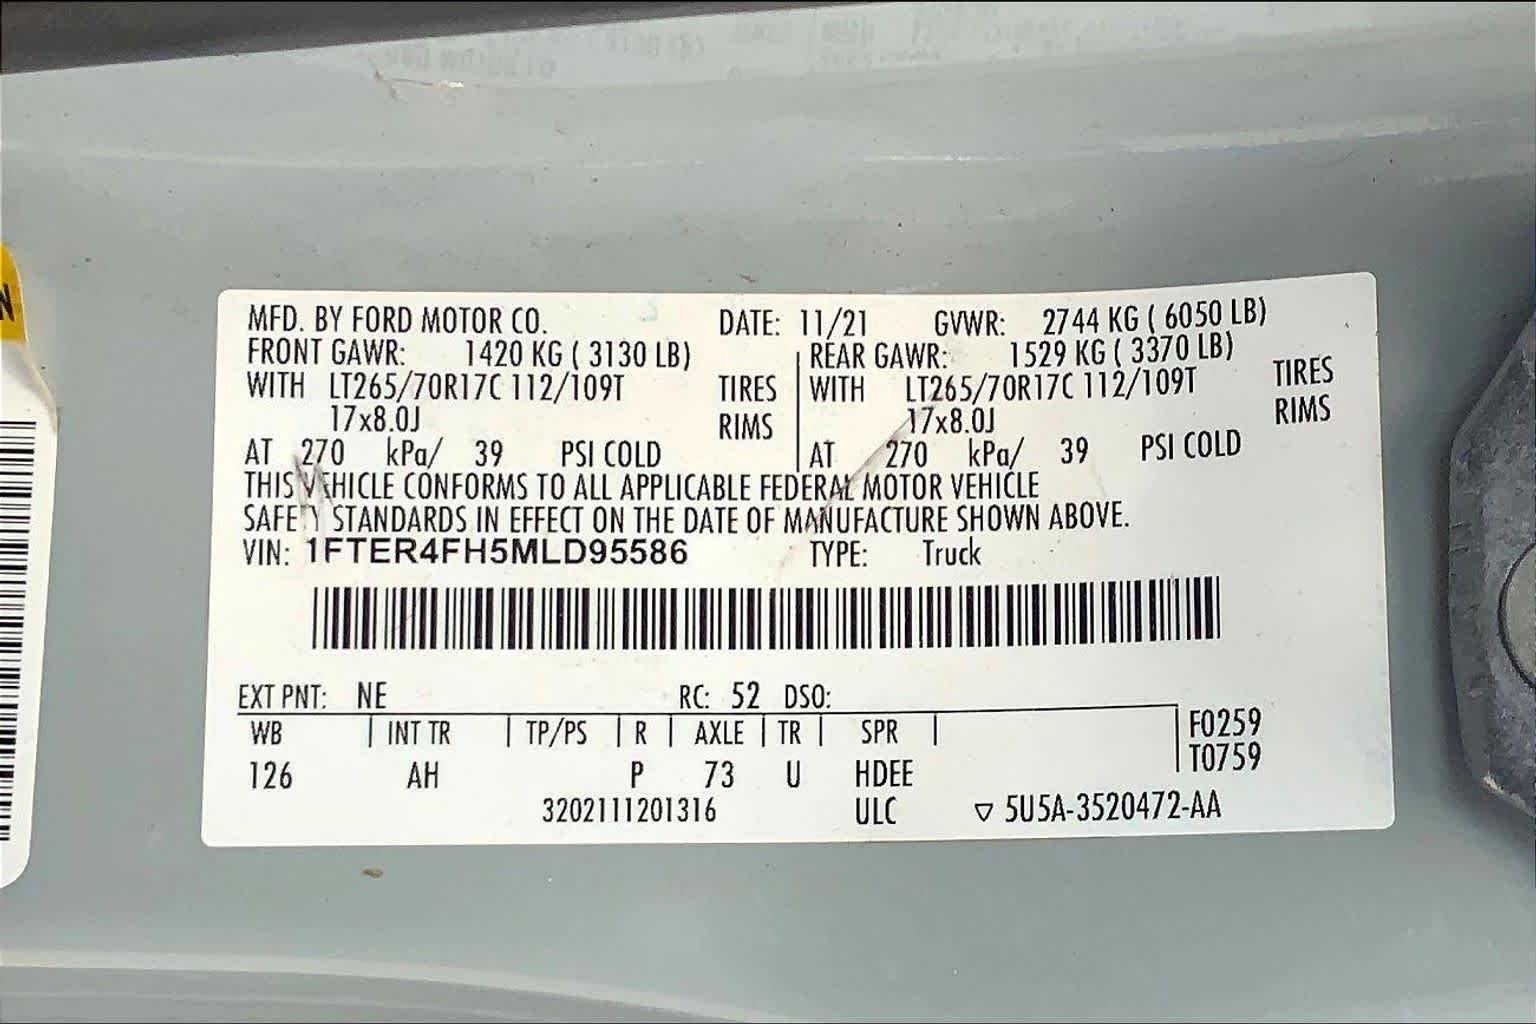 MFD. BY FORD MOTOR CO. DATE: 11/21 GVWR: 2744 KG ( 6050 LB)
FRONT GAWR: 1420 KG ( 3130 LB) REAR GAWR: 1529 KG ( 3370 LB)
WITH LT265/70R17C 112/109T TIRES WITH LT265/70R17C 112/109T TIRES
17x8.0J RIMS 17x8.0J RIMS
AT 270 kPa/ 39 PSI COLD AT 270 kPa/ 39 PSI COLD
THIS VEHICLE CONFORMS TO ALL APPLICABLE FEDERAL MOTOR VEHICLE
SAFETY STANDARDS IN EFFECT ON THE DATE OF MANUFACTURE SHOWN ABOVE.
VIN: 1FTER4FH5MLD95586 TYPE: Truck
EXT PNT: NE RC: 52 DSO:
WB | INT TR | TP/PS | R | AXLE | TR | SPR | F0259
T0759
126 AH P 73 U HDEE
3202111201316 ULC ▽ 5U5A-3520472-AA
N